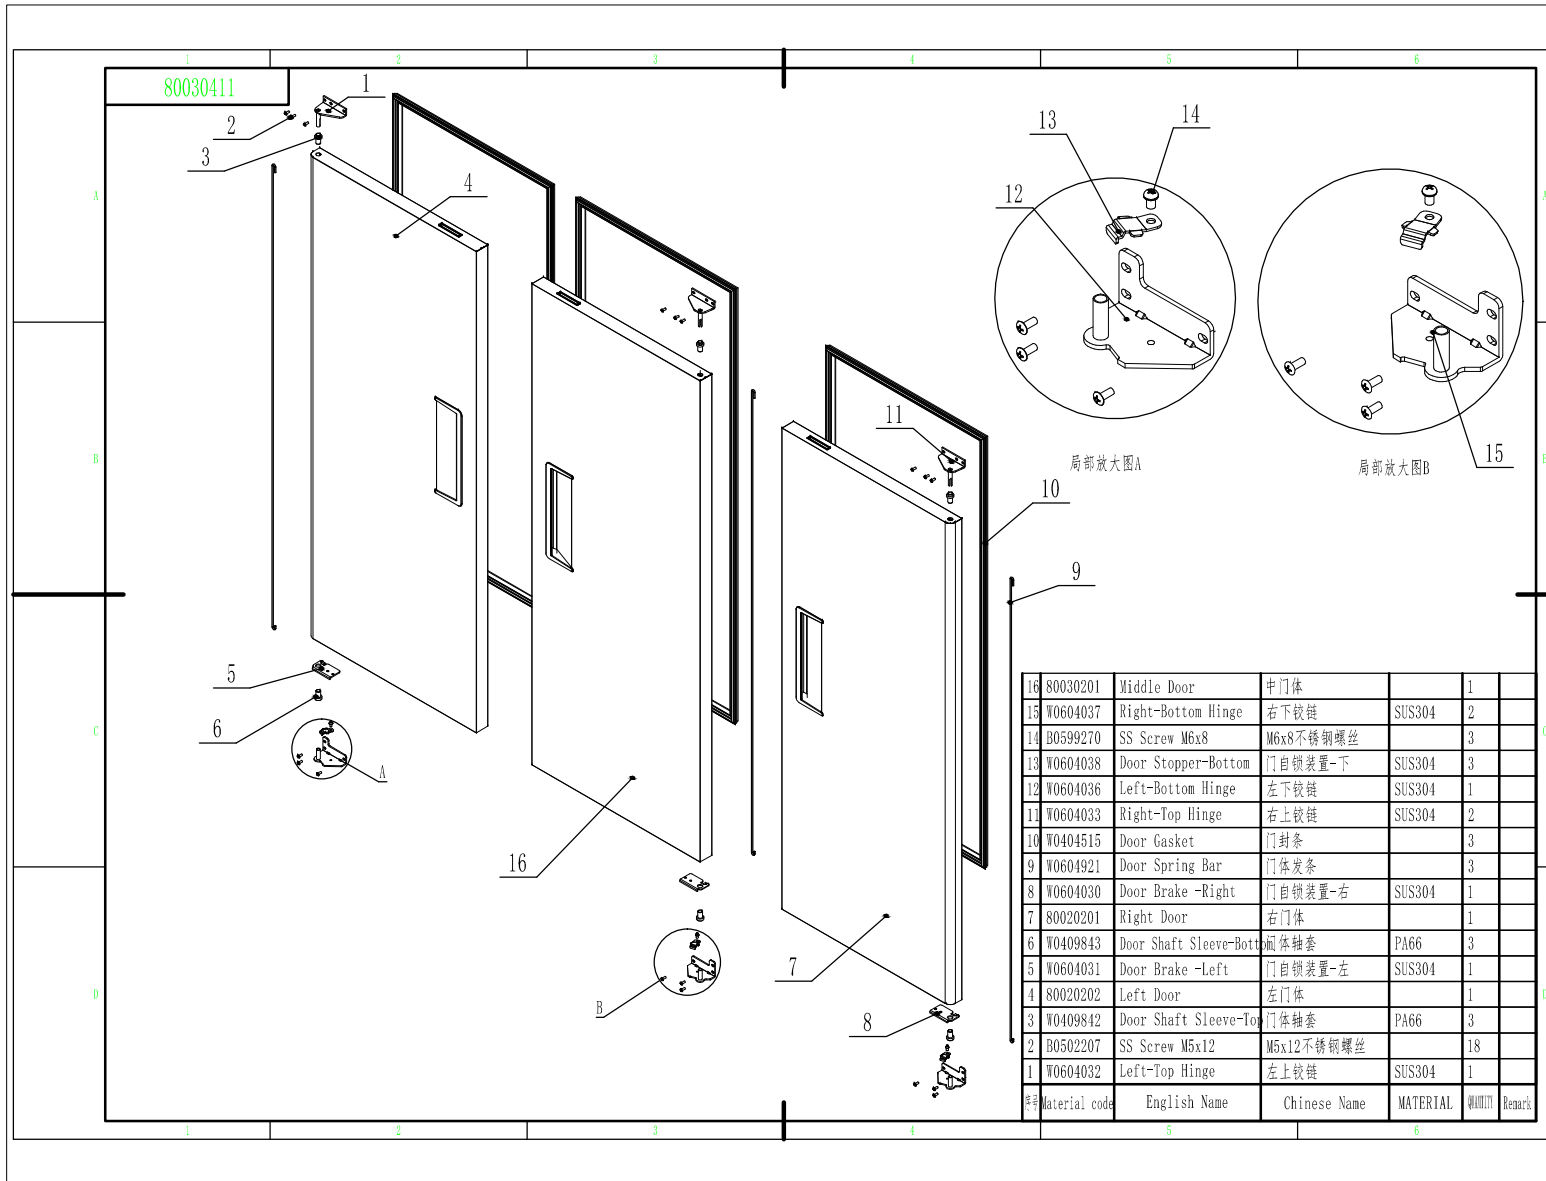 1 2 3 4 5 6
80030411
1
2
3
4
13
14
12
A
A
11
15
局部放大图A
局部放大图B
B
10
9
5
6
A
C
16
7
B
8
D
16 80030201 Middle Door 中门体 1
15 W0604037 Right-Bottom Hinge 右下铰链 SUS304 2
14 B0599270 SS Screw M6x8 M6x8不锈钢螺丝 3
13 W0604038 Door Stopper-Bottom 门自锁装置-下 SUS304 3
12 W0604036 Left-Bottom Hinge 左下铰链 SUS304 1
11 W0604033 Right-Top Hinge 右上铰链 SUS304 2
10 W0404515 Door Gasket 门封条 3
9 W0604921 Door Spring Bar 门体发条 3
8 W0604030 Door Brake -Right 门自锁装置-右 SUS304 1
7 80020201 Right Door 右门体 1
6 W0409843 Door Shaft Sleeve-Bottom 门体轴套 PA66 3
5 W0604031 Door Brake -Left 门自锁装置-左 SUS304 1
4 80020202 Left Door 左门体 1
3 W0409842 Door Shaft Sleeve-Top 门体轴套 PA66 3
2 B0502207 SS Screw M5x12 M5x12不锈钢螺丝 18
1 W0604032 Left-Top Hinge 左上铰链 SUS304 1
序号 Material code English Name Chinese Name MATERIAL QUANTITY Remark
1 2 3 4 5 6